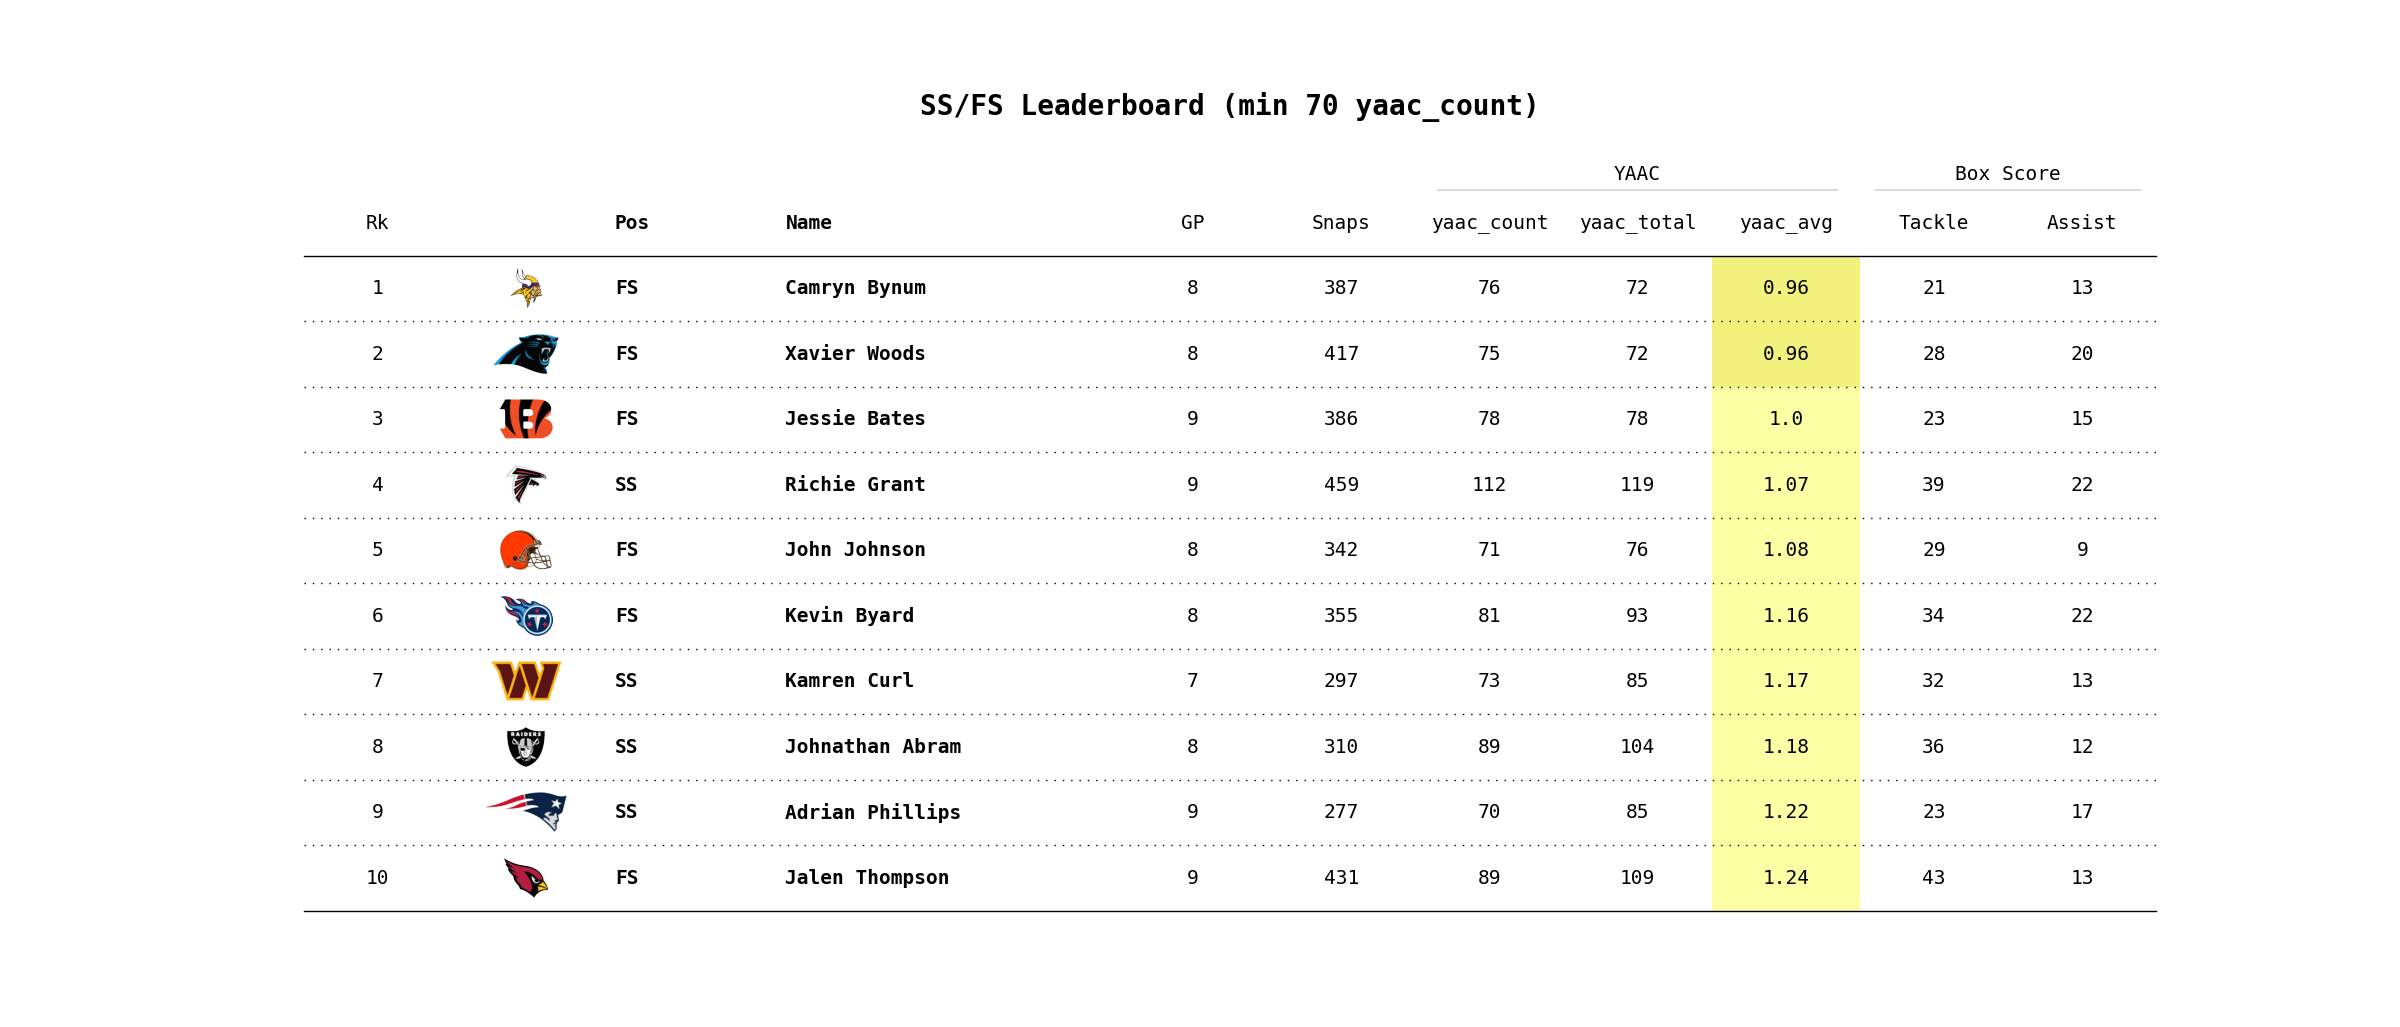 SS/FS Leaderboard (min 70 yaac_count)
YAAC Box Score
Rk Pos Name GP Snaps yaac_count yaac_total yaac_avg Tackle Assist
1 FS Camryn Bynum 8 387 76 72 0.96 21 13
2 FS Xavier Woods 8 417 75 72 0.96 28 20
3 FS Jessie Bates 9 386 78 78 1.0 23 15
4 SS Richie Grant 9 459 112 119 1.07 39 22
5 FS John Johnson 8 342 71 76 1.08 29 9
6 FS Kevin Byard 8 355 81 93 1.16 34 22
7 SS Kamren Curl 7 297 73 85 1.17 32 13
8 RAIDERS SS Johnathan Abram 8 310 89 104 1.18 36 12
9 SS Adrian Phillips 9 277 70 85 1.22 23 17
10 FS Jalen Thompson 9 431 89 109 1.24 43 13